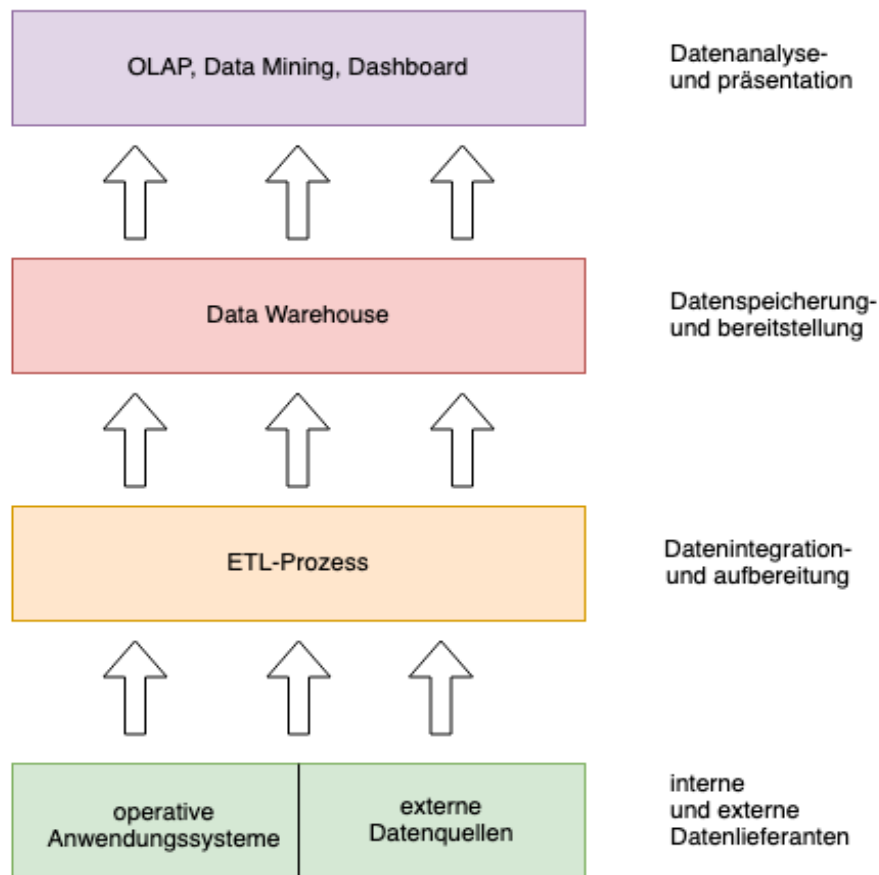 OLAP, Data Mining, Dashboard
Datenanalyse-
und präsentation
Data Warehouse
Datenspeicherung-
und bereitstellung
ETL-Prozess
Datenintegration-
und aufbereitung
operative
Anwendungssysteme
externe
Datenquellen
interne
und externe
Datenlieferanten